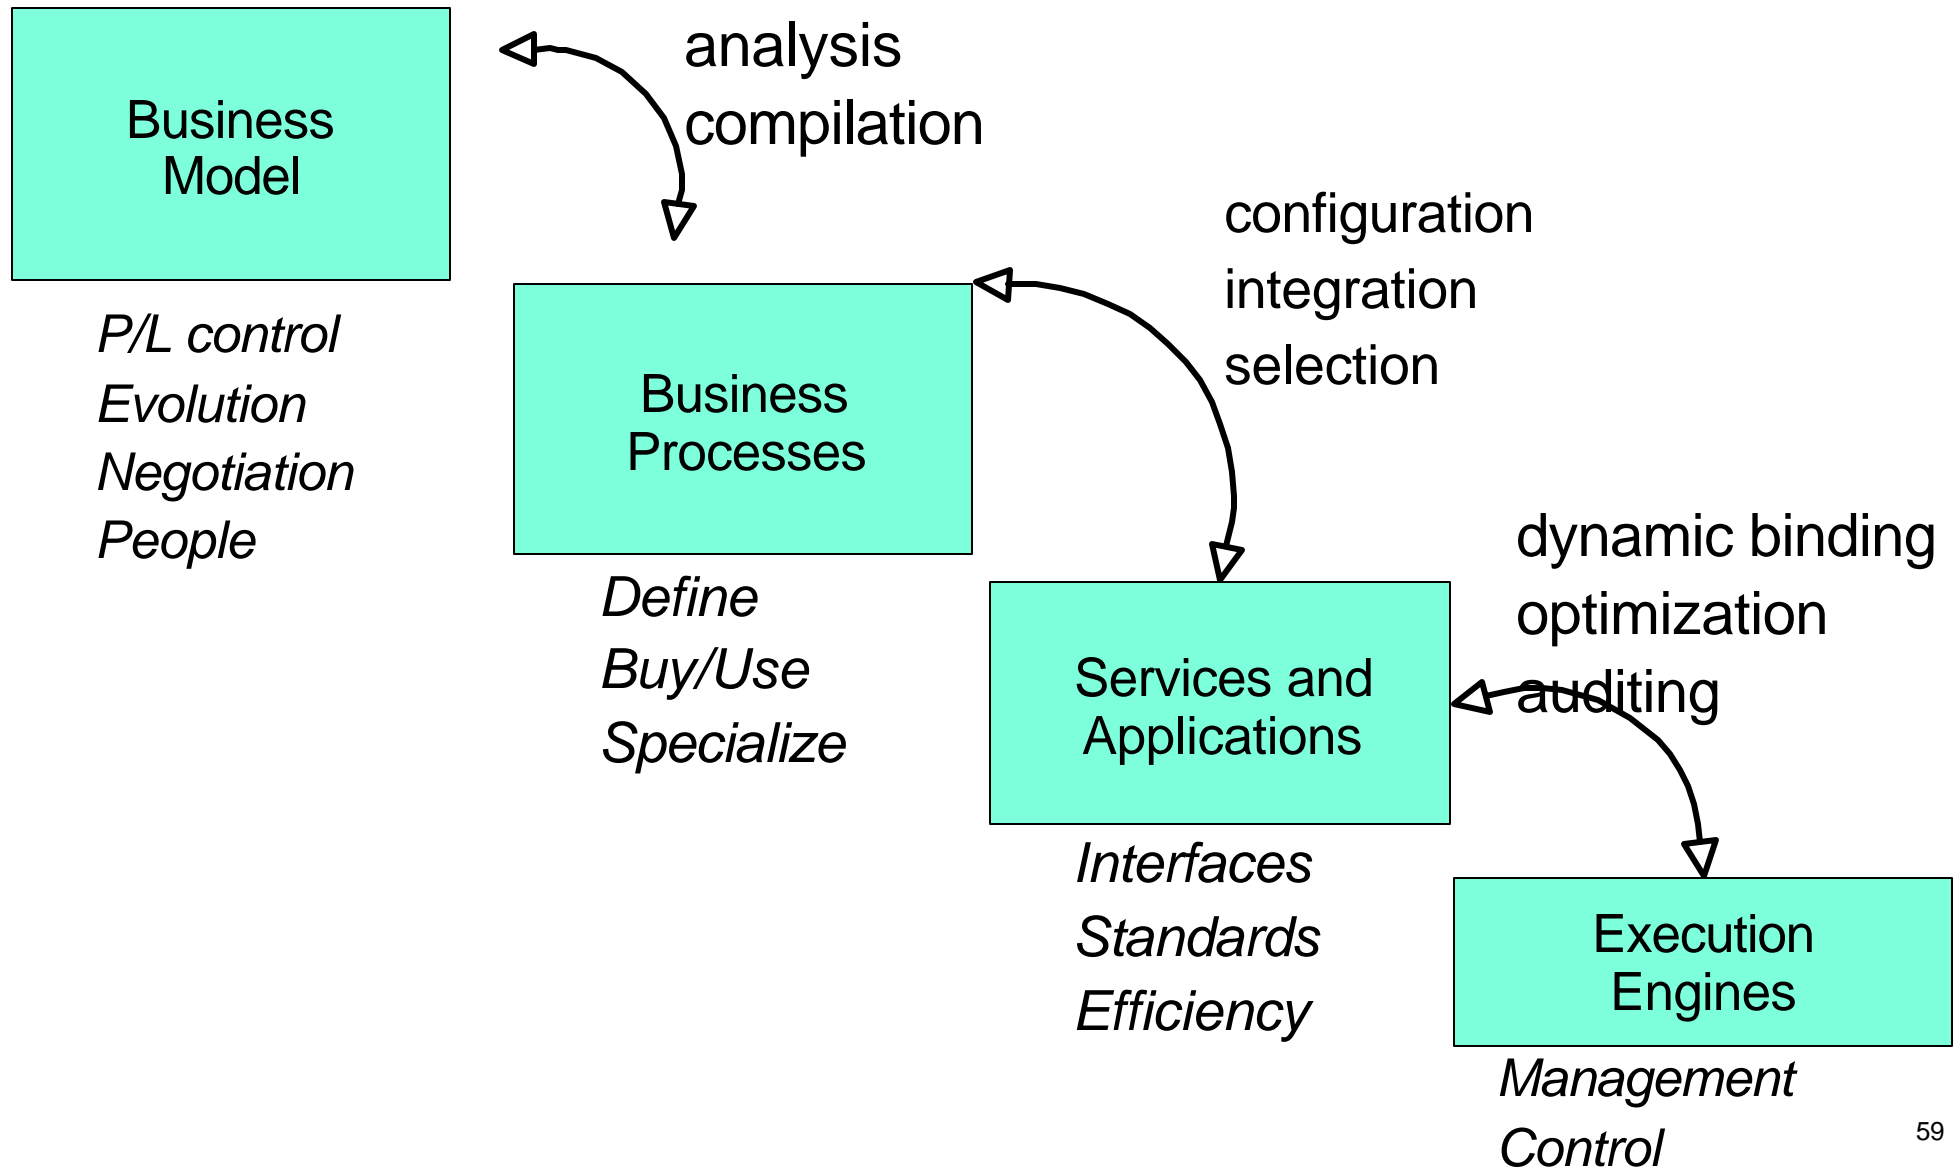 Business
Model
P/L control
Evolution
Negotiation
People
analysis
compilation
Business
Processes
Define
Buy/Use
Specialize
configuration
integration
selection
Services and
Applications
Interfaces
Standards
Efficiency
dynamic binding
optimization
auditing
Execution
Engines
Management
Control
59